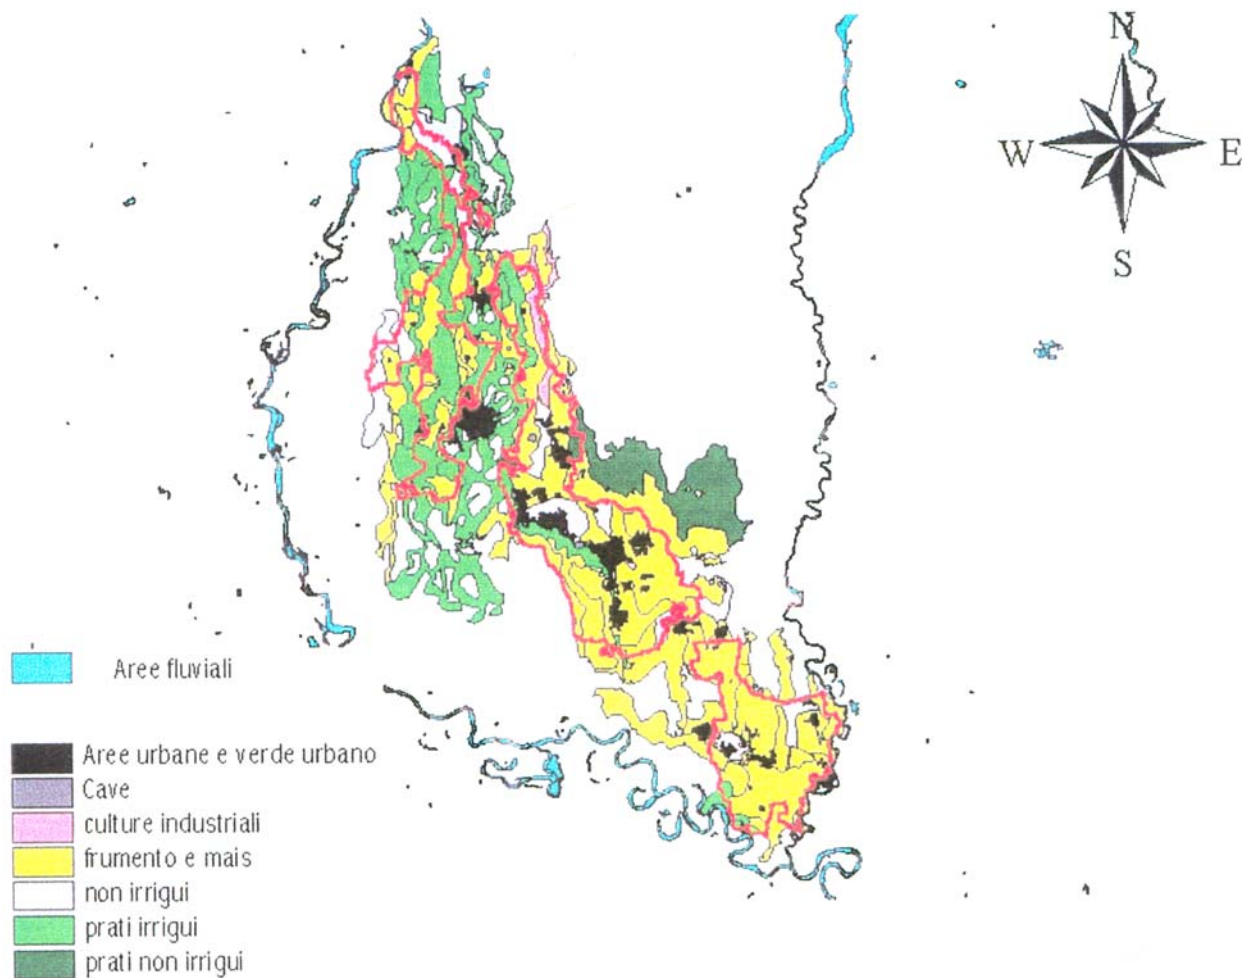 N
W E
S
Aree fluviali
Aree urbane e verde urbano
Cave
culture industriali
frumento e mais
non irrigui
prati irrigui
prati non irrigui